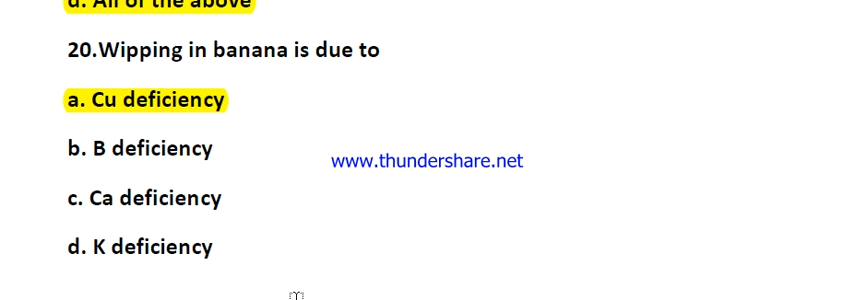 d. All of the above
20.Wipping in banana is due to
a. Cu deficiency
b. B deficiency
www.thundershare.net
c. Ca deficiency
d. K deficiency